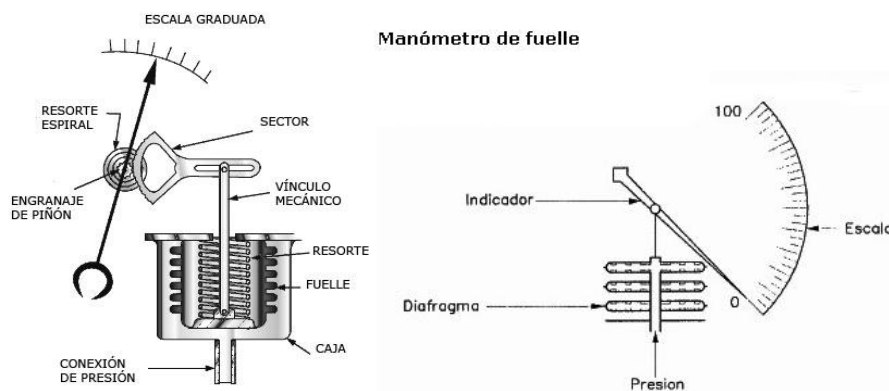 ESCALA GRADUADA
Manómetro de fuelle
RESORTE
ESPIRAL
SECTOR
ENGRANAJE
DE PIÑÓN
VÍNCULO
MECÁNICO
RESORTE
FUELLE
CAJA
CONEXIÓN
DE PRESIÓN
100
Indicador
Escala
Diafragma
0
Presion